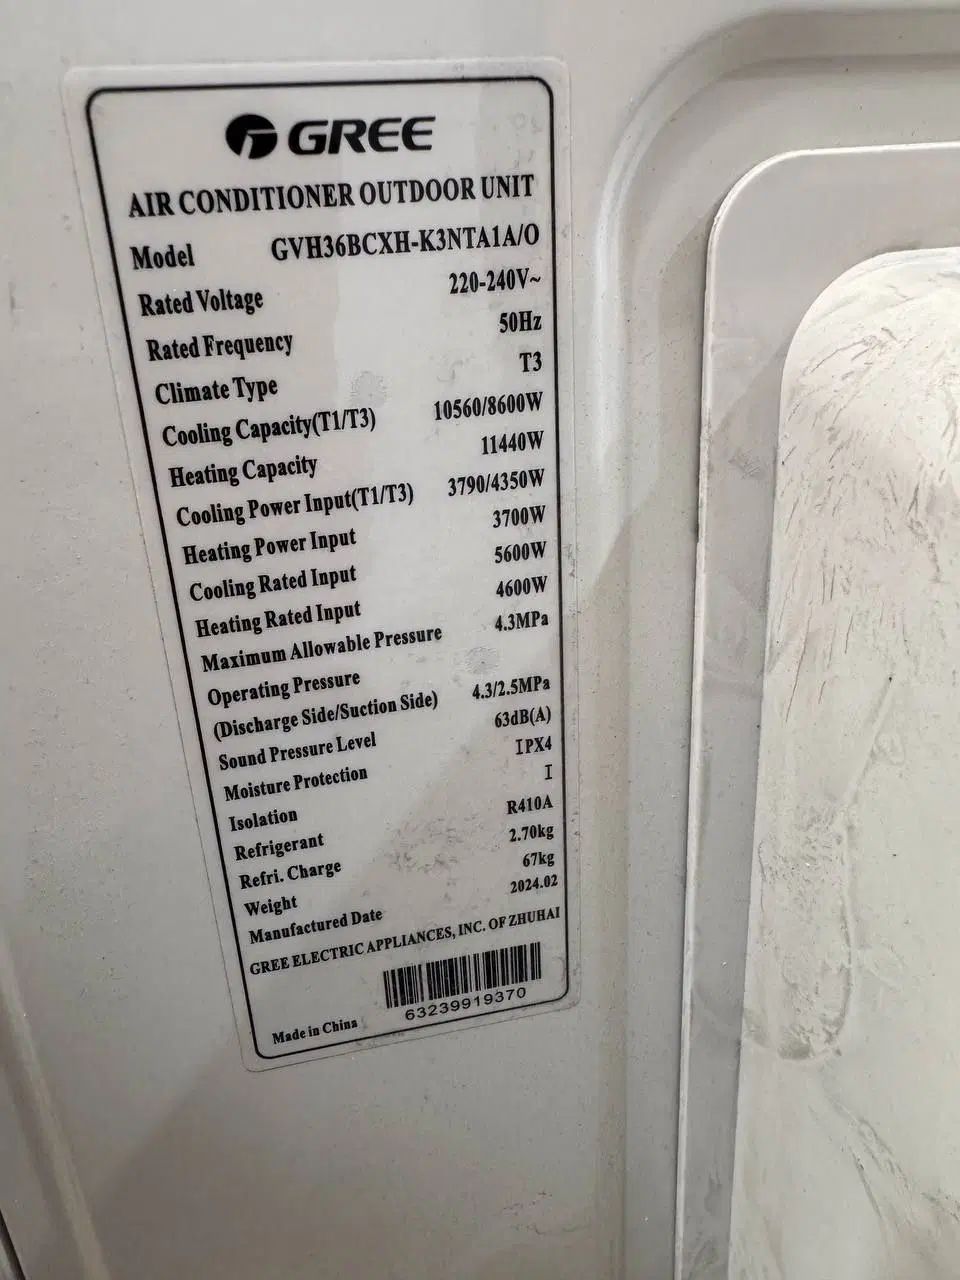 GREE
AIR CONDITIONER OUTDOOR UNIT
Model GVH36BCXH-K3NTA1A/O
Rated Voltage 220-240V~
Rated Frequency 50Hz
Climate Type T3
Cooling Capacity(T1/T3) 10560/8600W
Heating Capacity 11440W
Cooling Power Input(T1/T3) 3790/4350W
Heating Power Input 3700W
Cooling Rated Input 5600W
Heating Rated Input 4600W
Maximum Allowable Pressure 4.3MPa
Operating Pressure
(Discharge Side/Suction Side) 4.3/2.5MPa
Sound Pressure Level 63dB(A)
Moisture Protection IPX4
Isolation I
Refrigerant R410A
Refri. Charge 2.70kg
Weight 67kg
Manufactured Date 2024.02
GREE ELECTRIC APPLIANCES, INC. OF ZHUHAI
63239919370
Made in China